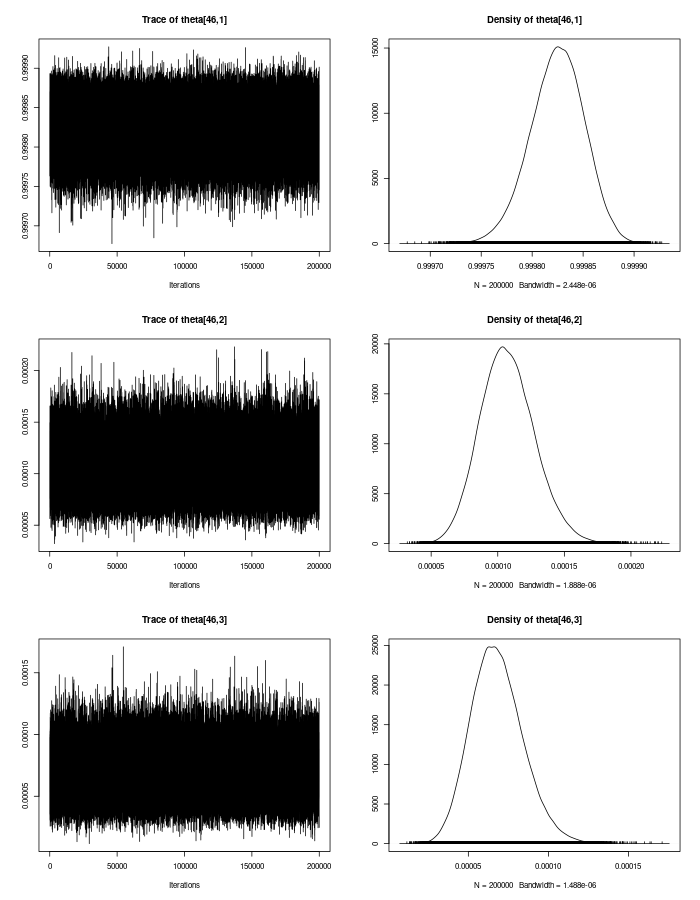 Trace of theta[46,1]
0.99970 0.99975 0.99980 0.99985 0.99990
0 50000 100000 150000 200000
Iterations
Density of theta[46,1]
0 5000 10000 15000
0.99970 0.99975 0.99980 0.99985 0.99990
N = 200000 Bandwidth = 2.448e-06
Trace of theta[46,2]
0.00005 0.00010 0.00015 0.00020
0 50000 100000 150000 200000
Iterations
Density of theta[46,2]
0 5000 10000 15000 20000
0.00005 0.00010 0.00015 0.00020
N = 200000 Bandwidth = 1.888e-06
Trace of theta[46,3]
0.00005 0.00010 0.00015
0 50000 100000 150000 200000
Iterations
Density of theta[46,3]
0 5000 10000 15000 20000 25000
0.00005 0.00010 0.00015
N = 200000 Bandwidth = 1.488e-06